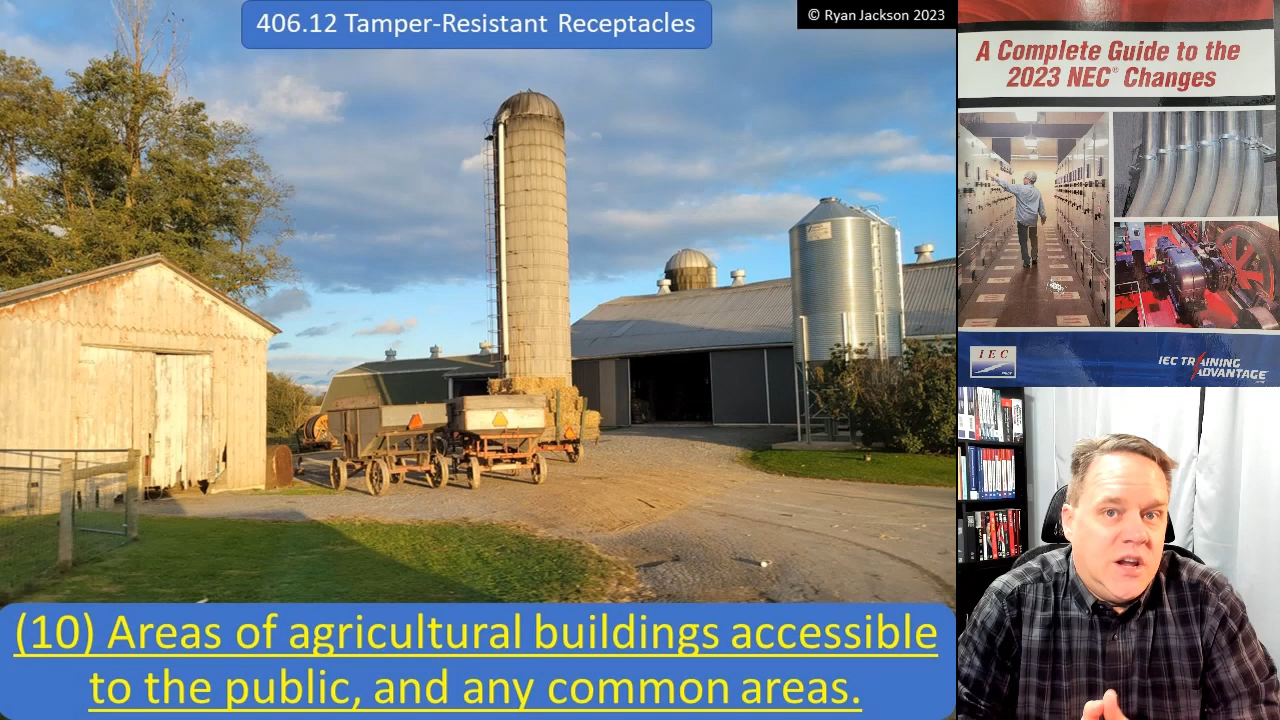 406.12 Tamper-Resistant Receptacles
© Ryan Jackson 2023
A Complete Guide to the
2023 NEC® Changes
IEC
IEC TRAINING
ADVANTAGE
(10) Areas of agricultural buildings accessible
to the public, and any common areas.